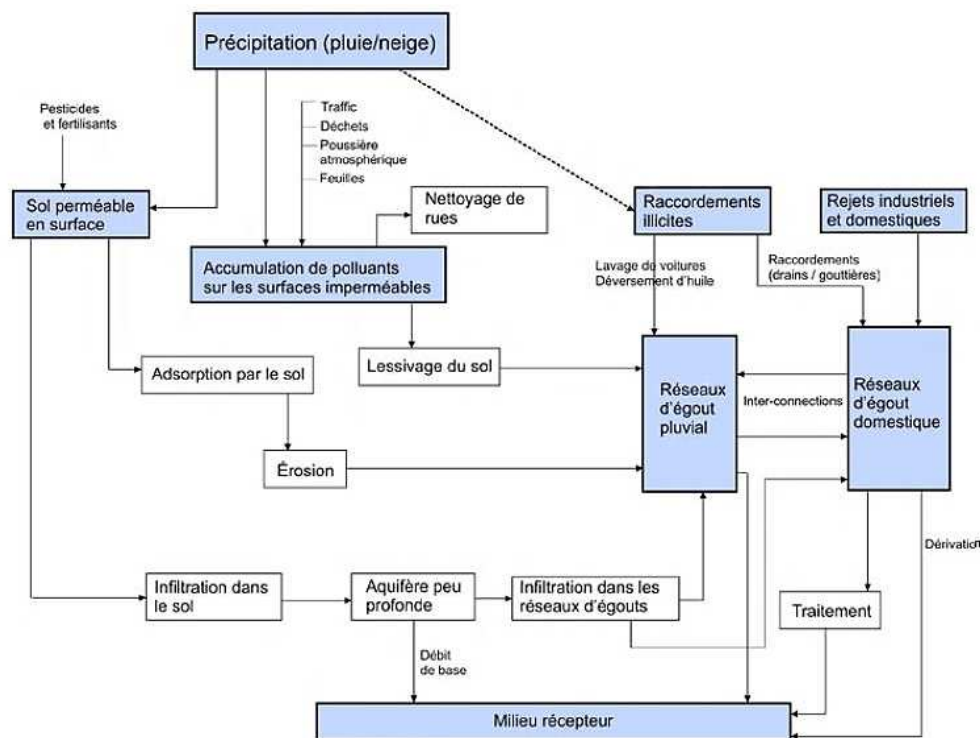 Précipitation (pluie/neige)
Pesticides
et fertilisants
Traffic
Déchets
Poussière
atmosphérique
Feuilles
Sol perméable
en surface
Nettoyage de
rues
Raccordements
illicites
Rejets industriels
et domestiques
Accumulation de polluants
sur les surfaces imperméables
Lavage de voitures
Déversement d'huile
Raccordements
(drains / gouttières)
Adsorption par le sol
Lessivage du sol
Réseaux
d'égout
pluvial
Inter-connections
Réseaux
d'égout
domestique
Érosion
Dérivation
Infiltration dans
le sol
Aquifère peu
profonde
Infiltration dans les
réseaux d'égouts
Traitement
Débit
de base
Milieu récepteur